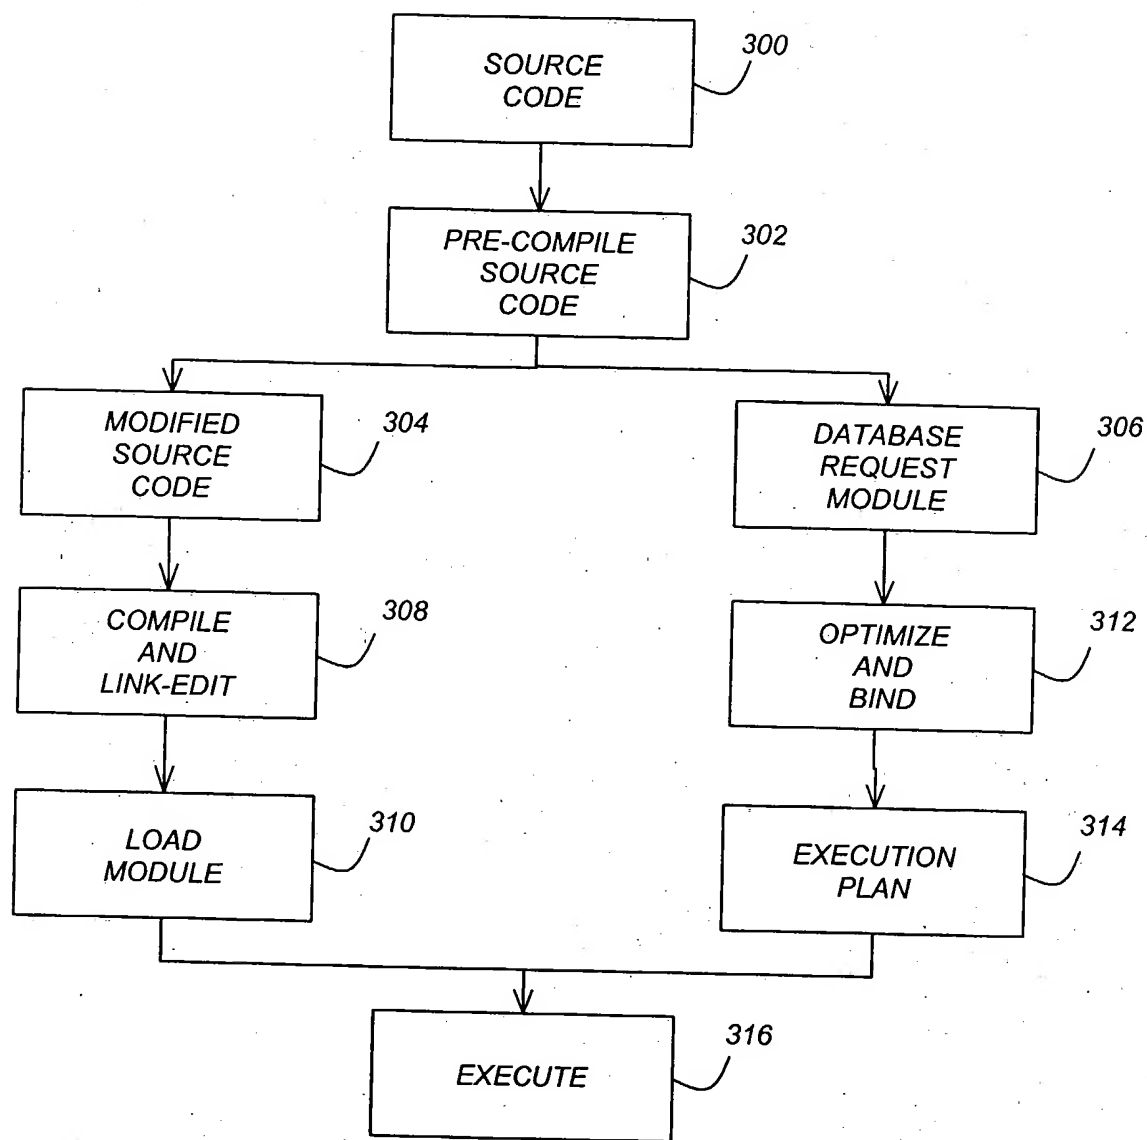 SOURCE
CODE
300
PRE-COMPILE
SOURCE
CODE
302
MODIFIED
SOURCE
CODE
304
DATABASE
REQUEST
MODULE
306
COMPILE
AND
LINK-EDIT
308
OPTIMIZE
AND
BIND
312
LOAD
MODULE
310
EXECUTION
PLAN
314
EXECUTE
316